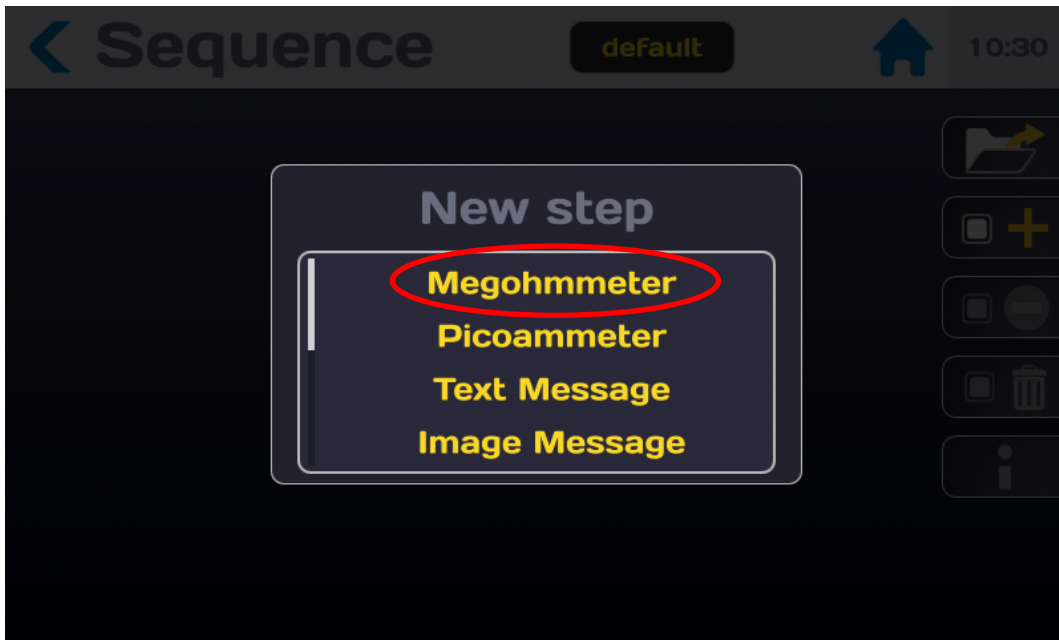 Sequence
default
10:30
New step
Megohmmeter
Picoammeter
Text Message
Image Message